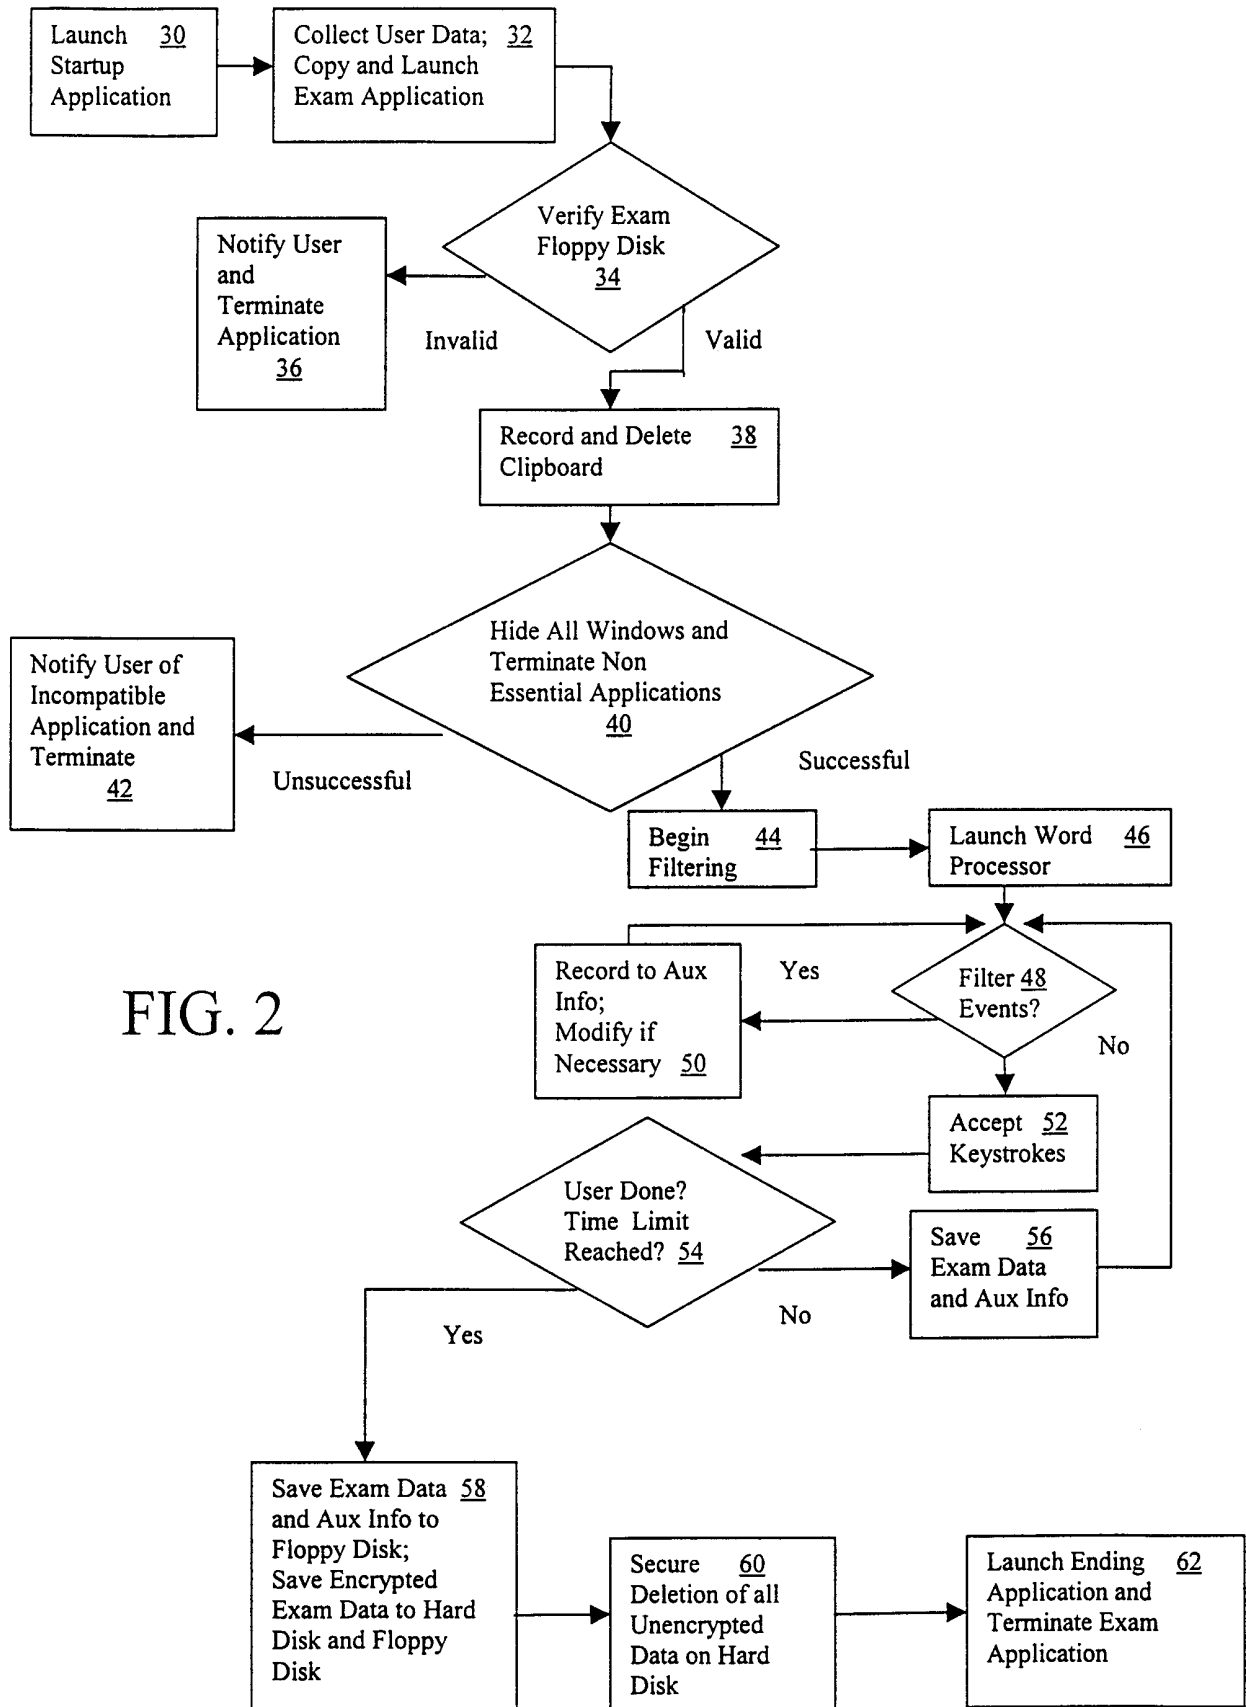 Launch 30
Startup
Application
Collect User Data; 32
Copy and Launch
Exam Application
Verify Exam
Floppy Disk
34
Notify User
and
Terminate
Application
36
Invalid
Valid
Record and Delete 38
Clipboard
Hide All Windows and
Terminate Non
Essential Applications
40
Notify User of
Incompatible
Application and
Terminate
42
Unsuccessful
Successful
Begin 44
Filtering
Launch Word 46
Processor
Filter 48
Events?
Yes
Record to Aux
Info;
Modify if
Necessary 50
No
FIG. 2
Accept 52
Keystrokes
User Done?
Time Limit
Reached? 54
Save 56
Exam Data
and Aux Info
No
Yes
Save Exam Data 58
and Aux Info to
Floppy Disk;
Save Encrypted
Exam Data to Hard
Disk and Floppy
Disk
Secure 60
Deletion of all
Unencrypted
Data on Hard
Disk
Launch Ending 62
Application and
Terminate Exam
Application